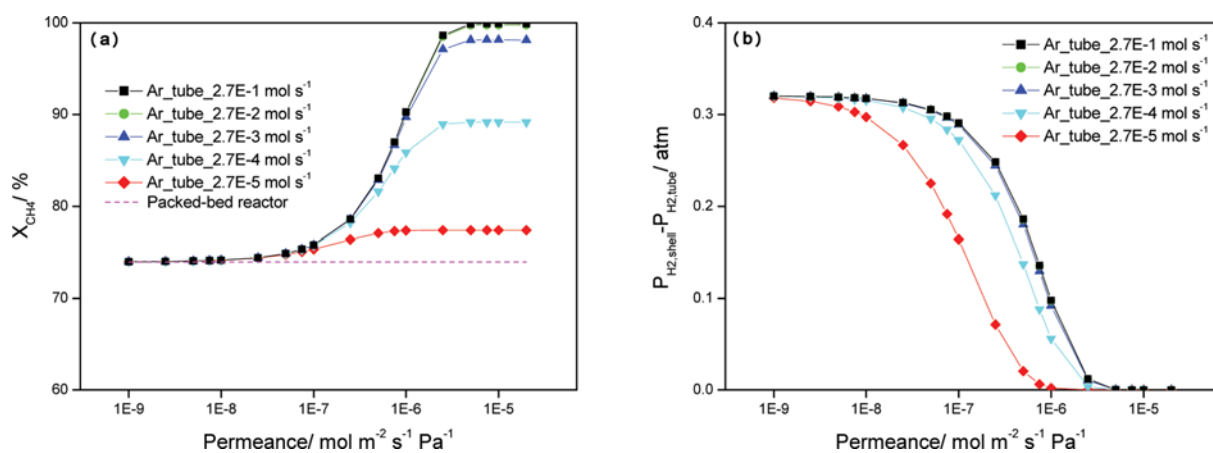 (a)
100
90
80
70
60
X_CH4/ %
Ar_tube_2.7E-1 mol s⁻¹
Ar_tube_2.7E-2 mol s⁻¹
Ar_tube_2.7E-3 mol s⁻¹
Ar_tube_2.7E-4 mol s⁻¹
Ar_tube_2.7E-5 mol s⁻¹
Packed-bed reactor
1E-9 1E-8 1E-7 1E-6 1E-5
Permeance/ mol m⁻² s⁻¹ Pa⁻¹
(b)
0.4
0.3
0.2
0.1
0.0
P_H2,shell-P_H2,tube/ atm
Ar_tube_2.7E-1 mol s⁻¹
Ar_tube_2.7E-2 mol s⁻¹
Ar_tube_2.7E-3 mol s⁻¹
Ar_tube_2.7E-4 mol s⁻¹
Ar_tube_2.7E-5 mol s⁻¹
1E-9 1E-8 1E-7 1E-6 1E-5
Permeance/ mol m⁻² s⁻¹ Pa⁻¹